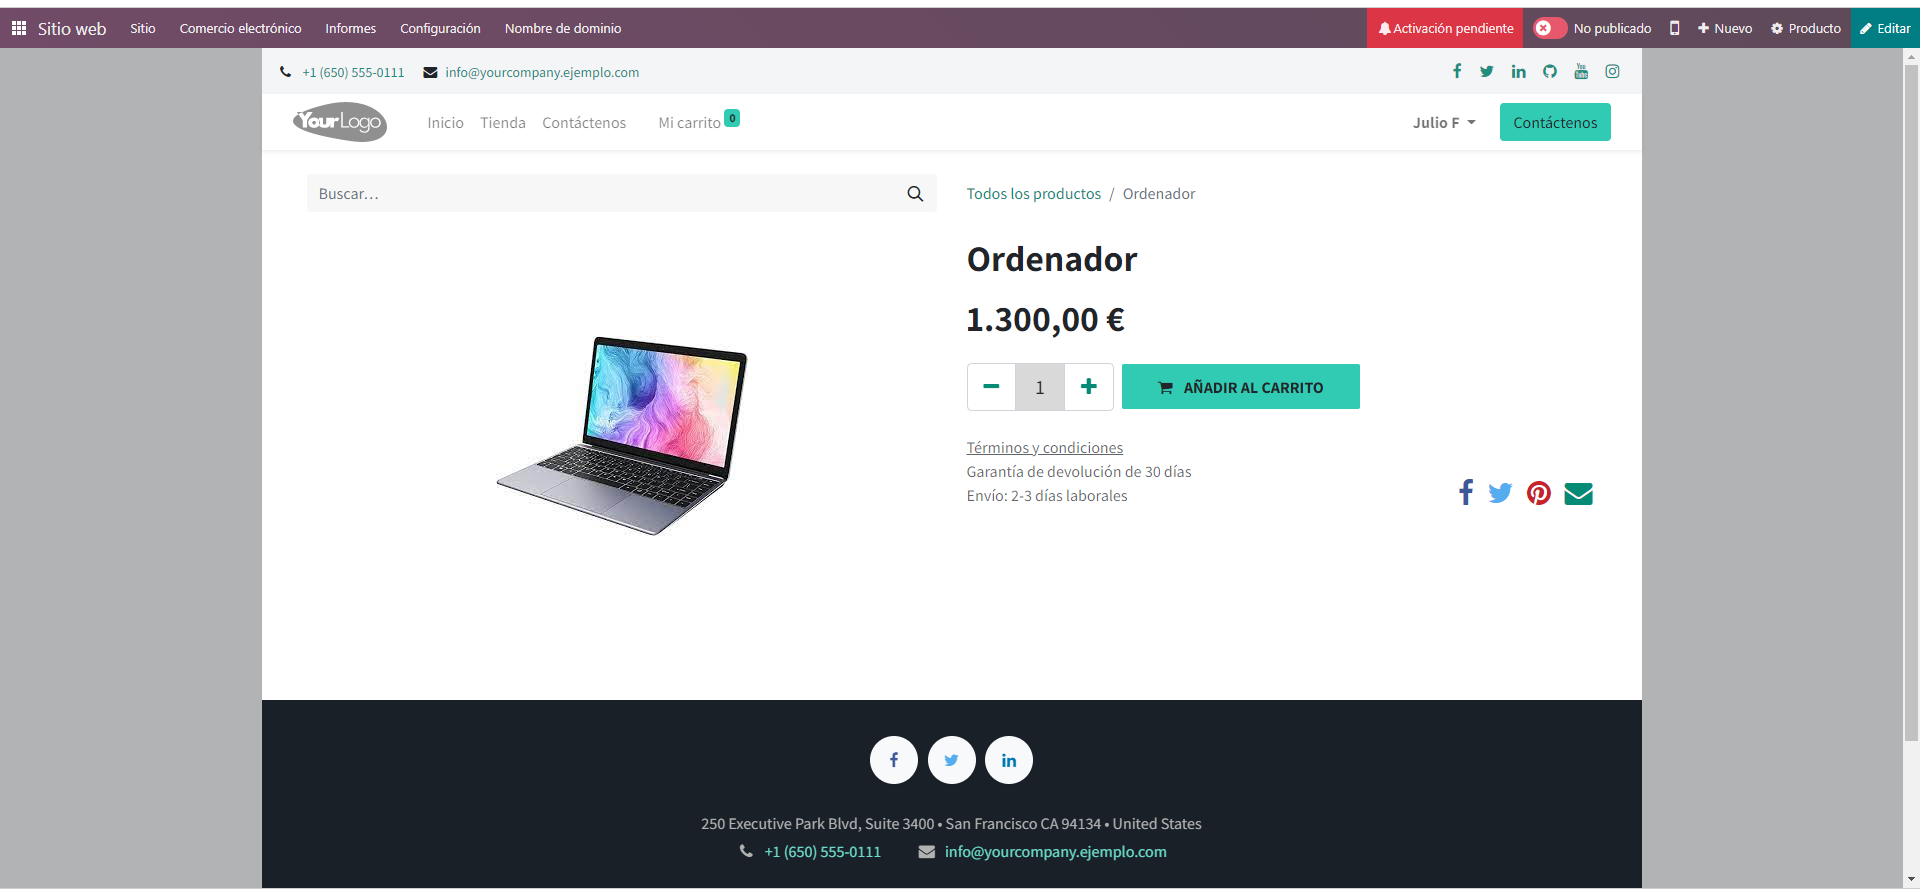 Sitio web Sitio Comercio electrónico Informes Configuración Nombre de dominio Activación pendiente No publicado Nuevo Producto Editar
+1 (650) 555-0111 info@yourcompany.ejemplo.com
YourLogo Inicio Tienda Contáctenos Mi carrito 0 Julio F Contáctenos
Buscar... Todos los productos / Ordenador
Ordenador
1.300,00 €
1 AÑADIR AL CARRITO
Términos y condiciones
Garantía de devolución de 30 días
Envío: 2-3 días laborales
250 Executive Park Blvd, Suite 3400 • San Francisco CA 94134 • United States
+1 (650) 555-0111 info@yourcompany.ejemplo.com